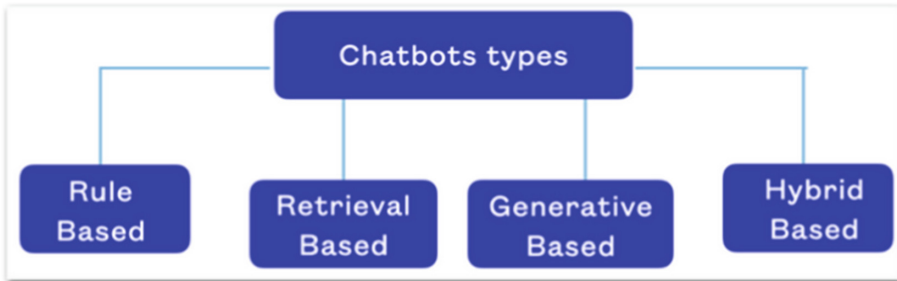 Chatbots types
Rule
Based
Retrieval
Based
Generative
Based
Hybrid
Based